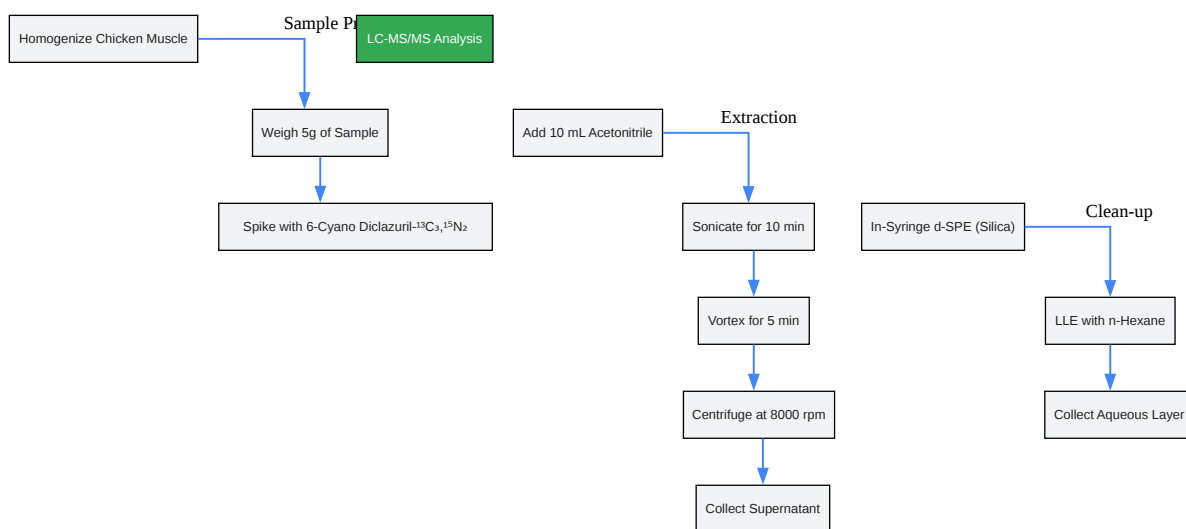 Sample Pr
Homogenize Chicken Muscle
LC-MS/MS Analysis
Weigh 5g of Sample
Spike with 6-Cyano Diclazuril-¹³C₃,¹⁵N₂
Extraction
Add 10 mL Acetonitrile
Sonicate for 10 min
Vortex for 5 min
Centrifuge at 8000 rpm
Collect Supernatant
Clean-up
In-Syringe d-SPE (Silica)
LLE with n-Hexane
Collect Aqueous Layer